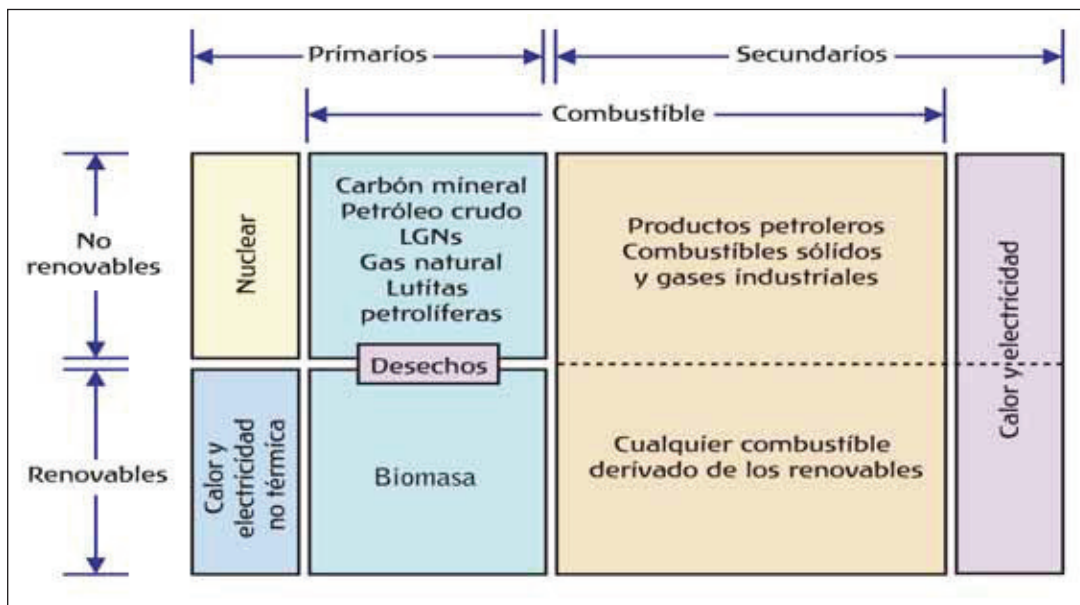 Primarios
Secundarios
Combustible
No
renovables
Nuclear
Carbón mineral
Petróleo crudo
LGNs
Gas natural
Lutitas
petrolíferas
Productos petroleros
Combustibles sólidos
y gases industriales
Calor y electricidad
Desechos
Renovables
Calor y
electricidad
no térmica
Biomasa
Cualquier combustible
derivado de los renovables